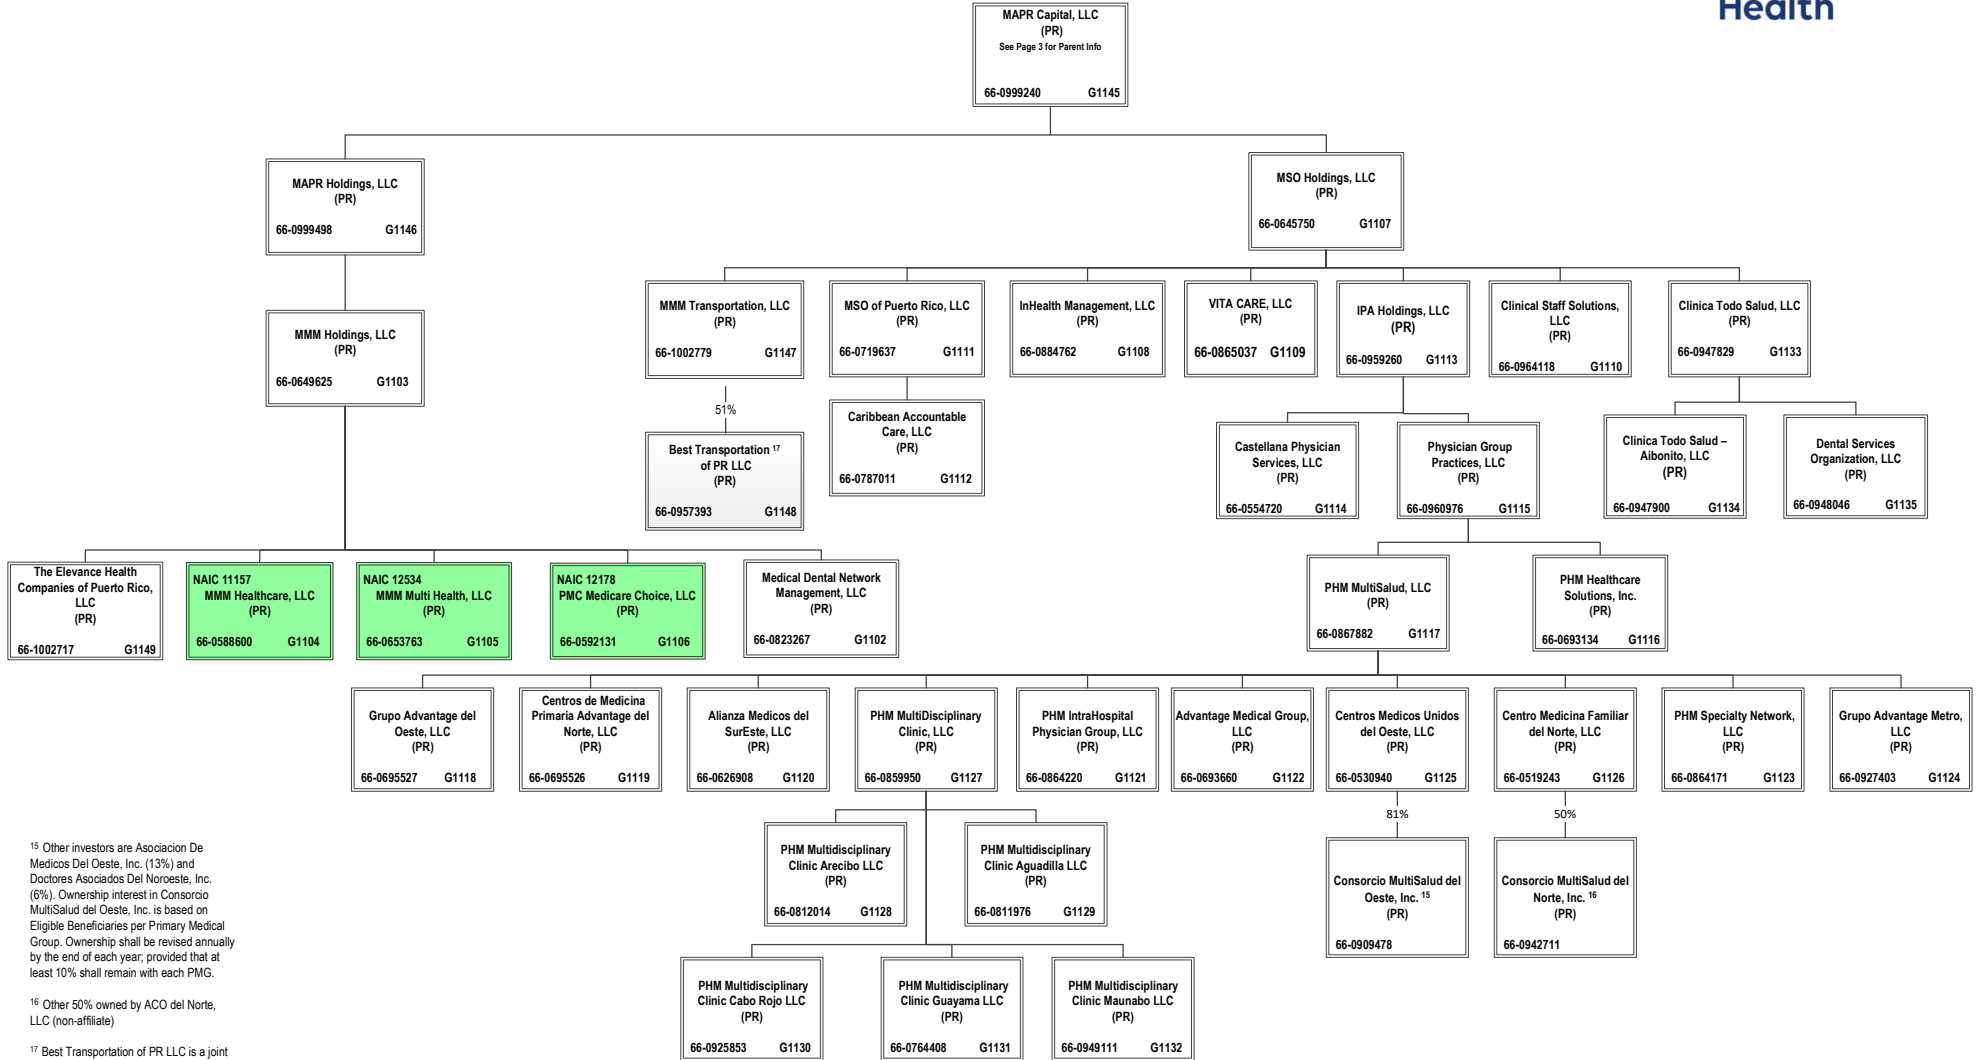 Health
MAPR Capital, LLC
(PR)
See Page 3 for Parent Info
66-0999240 G1145
MAPR Holdings, LLC
(PR)
66-0999498 G1146
MSO Holdings, LLC
(PR)
66-0645750 G1107
MMM Holdings, LLC
(PR)
66-0649625 G1103
MMM Transportation, LLC
(PR)
66-1002779 G1147
MSO of Puerto Rico, LLC
(PR)
66-0719637 G1111
InHealth Management, LLC
(PR)
66-0884762 G1108
VITA CARE, LLC
(PR)
66-0865037 G1109
IPA Holdings, LLC
(PR)
66-0959260 G1113
Clinical Staff Solutions,
LLC
(PR)
66-0964118 G1110
Clinica Todo Salud, LLC
(PR)
66-0947829 G1133
51%
Best Transportation 17
of PR LLC
(PR)
66-0957393 G1148
Caribbean Accountable
Care, LLC
(PR)
66-0787011 G1112
Castellana Physician
Services, LLC
(PR)
66-0554720 G1114
Physician Group
Practices, LLC
(PR)
66-0960976 G1115
Clinica Todo Salud –
Aibonito, LLC
(PR)
66-0947900 G1134
Dental Services
Organization, LLC
(PR)
66-0948046 G1135
The Elevance Health
Companies of Puerto Rico,
LLC
(PR)
66-1002717 G1149
NAIC 11157
MMM Healthcare, LLC
(PR)
66-0588600 G1104
NAIC 12534
MMM Multi Health, LLC
(PR)
66-0653763 G1105
NAIC 12178
PMC Medicare Choice, LLC
(PR)
66-0592131 G1106
Medical Dental Network
Management, LLC
(PR)
66-0823267 G1102
PHM MultiSalud, LLC
(PR)
66-0867882 G1117
PHM Healthcare
Solutions, Inc.
(PR)
66-0693134 G1116
Grupo Advantage del
Oeste, LLC
(PR)
66-0695527 G1118
Centros de Medicina
Primaria Advantage del
Norte, LLC
(PR)
66-0695526 G1119
Alianza Medicos del
SurEste, LLC
(PR)
66-0626908 G1120
PHM MultiDisciplinary
Clinic, LLC
(PR)
66-0859950 G1127
PHM IntraHospital
Physician Group, LLC
(PR)
66-0864220 G1121
Advantage Medical Group,
LLC
(PR)
66-0693660 G1122
Centros Medicos Unidos
del Oeste, LLC
(PR)
66-0530940 G1125
Centro Medicina Familiar
del Norte, LLC
(PR)
66-0519243 G1126
PHM Specialty Network,
LLC
(PR)
66-0864171 G1123
Grupo Advantage Metro,
LLC
(PR)
66-0927403 G1124
81%
50%
PHM Multidisciplinary
Clinic Arecibo LLC
(PR)
66-0812014 G1128
PHM Multidisciplinary
Clinic Aguadilla LLC
(PR)
66-0811976 G1129
Consorcio MultiSalud del
Oeste, Inc. 15
(PR)
66-0909478
Consorcio MultiSalud del
Norte, Inc. 16
(PR)
66-0942711
PHM Multidisciplinary
Clinic Cabo Rojo LLC
(PR)
66-0925853 G1130
PHM Multidisciplinary
Clinic Guayama LLC
(PR)
66-0764408 G1131
PHM Multidisciplinary
Clinic Maunabo LLC
(PR)
66-0949111 G1132
15 Other investors are Asociacion De
Medicos Del Oeste, Inc. (13%) and
Doctores Asociados Del Noroeste, Inc.
(6%). Ownership interest in Consorcio
MultiSalud del Oeste, Inc. is based on
Eligible Beneficiaries per Primary Medical
Group. Ownership shall be revised annually
by the end of each year; provided that at
least 10% shall remain with each PMG.
16 Other 50% owned by ACO del Norte,
LLC (non-affiliate)
17 Best Transportation of PR LLC is a joint